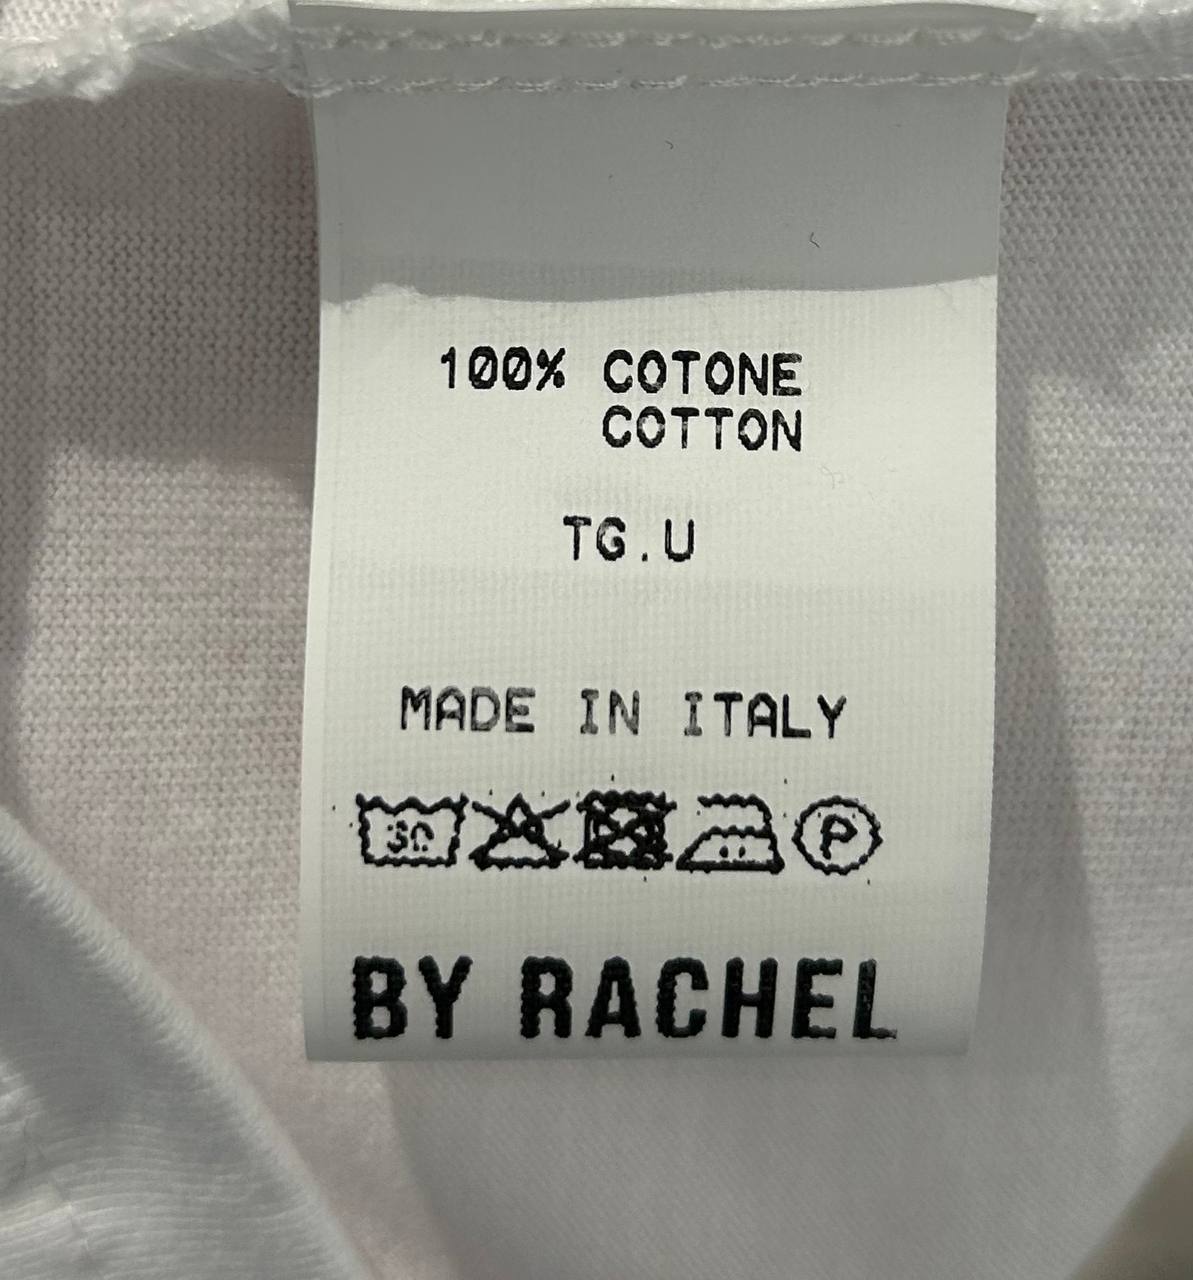 100% COTONE
COTTON
TG.U
MADE IN ITALY
30 P
BY RACHEL